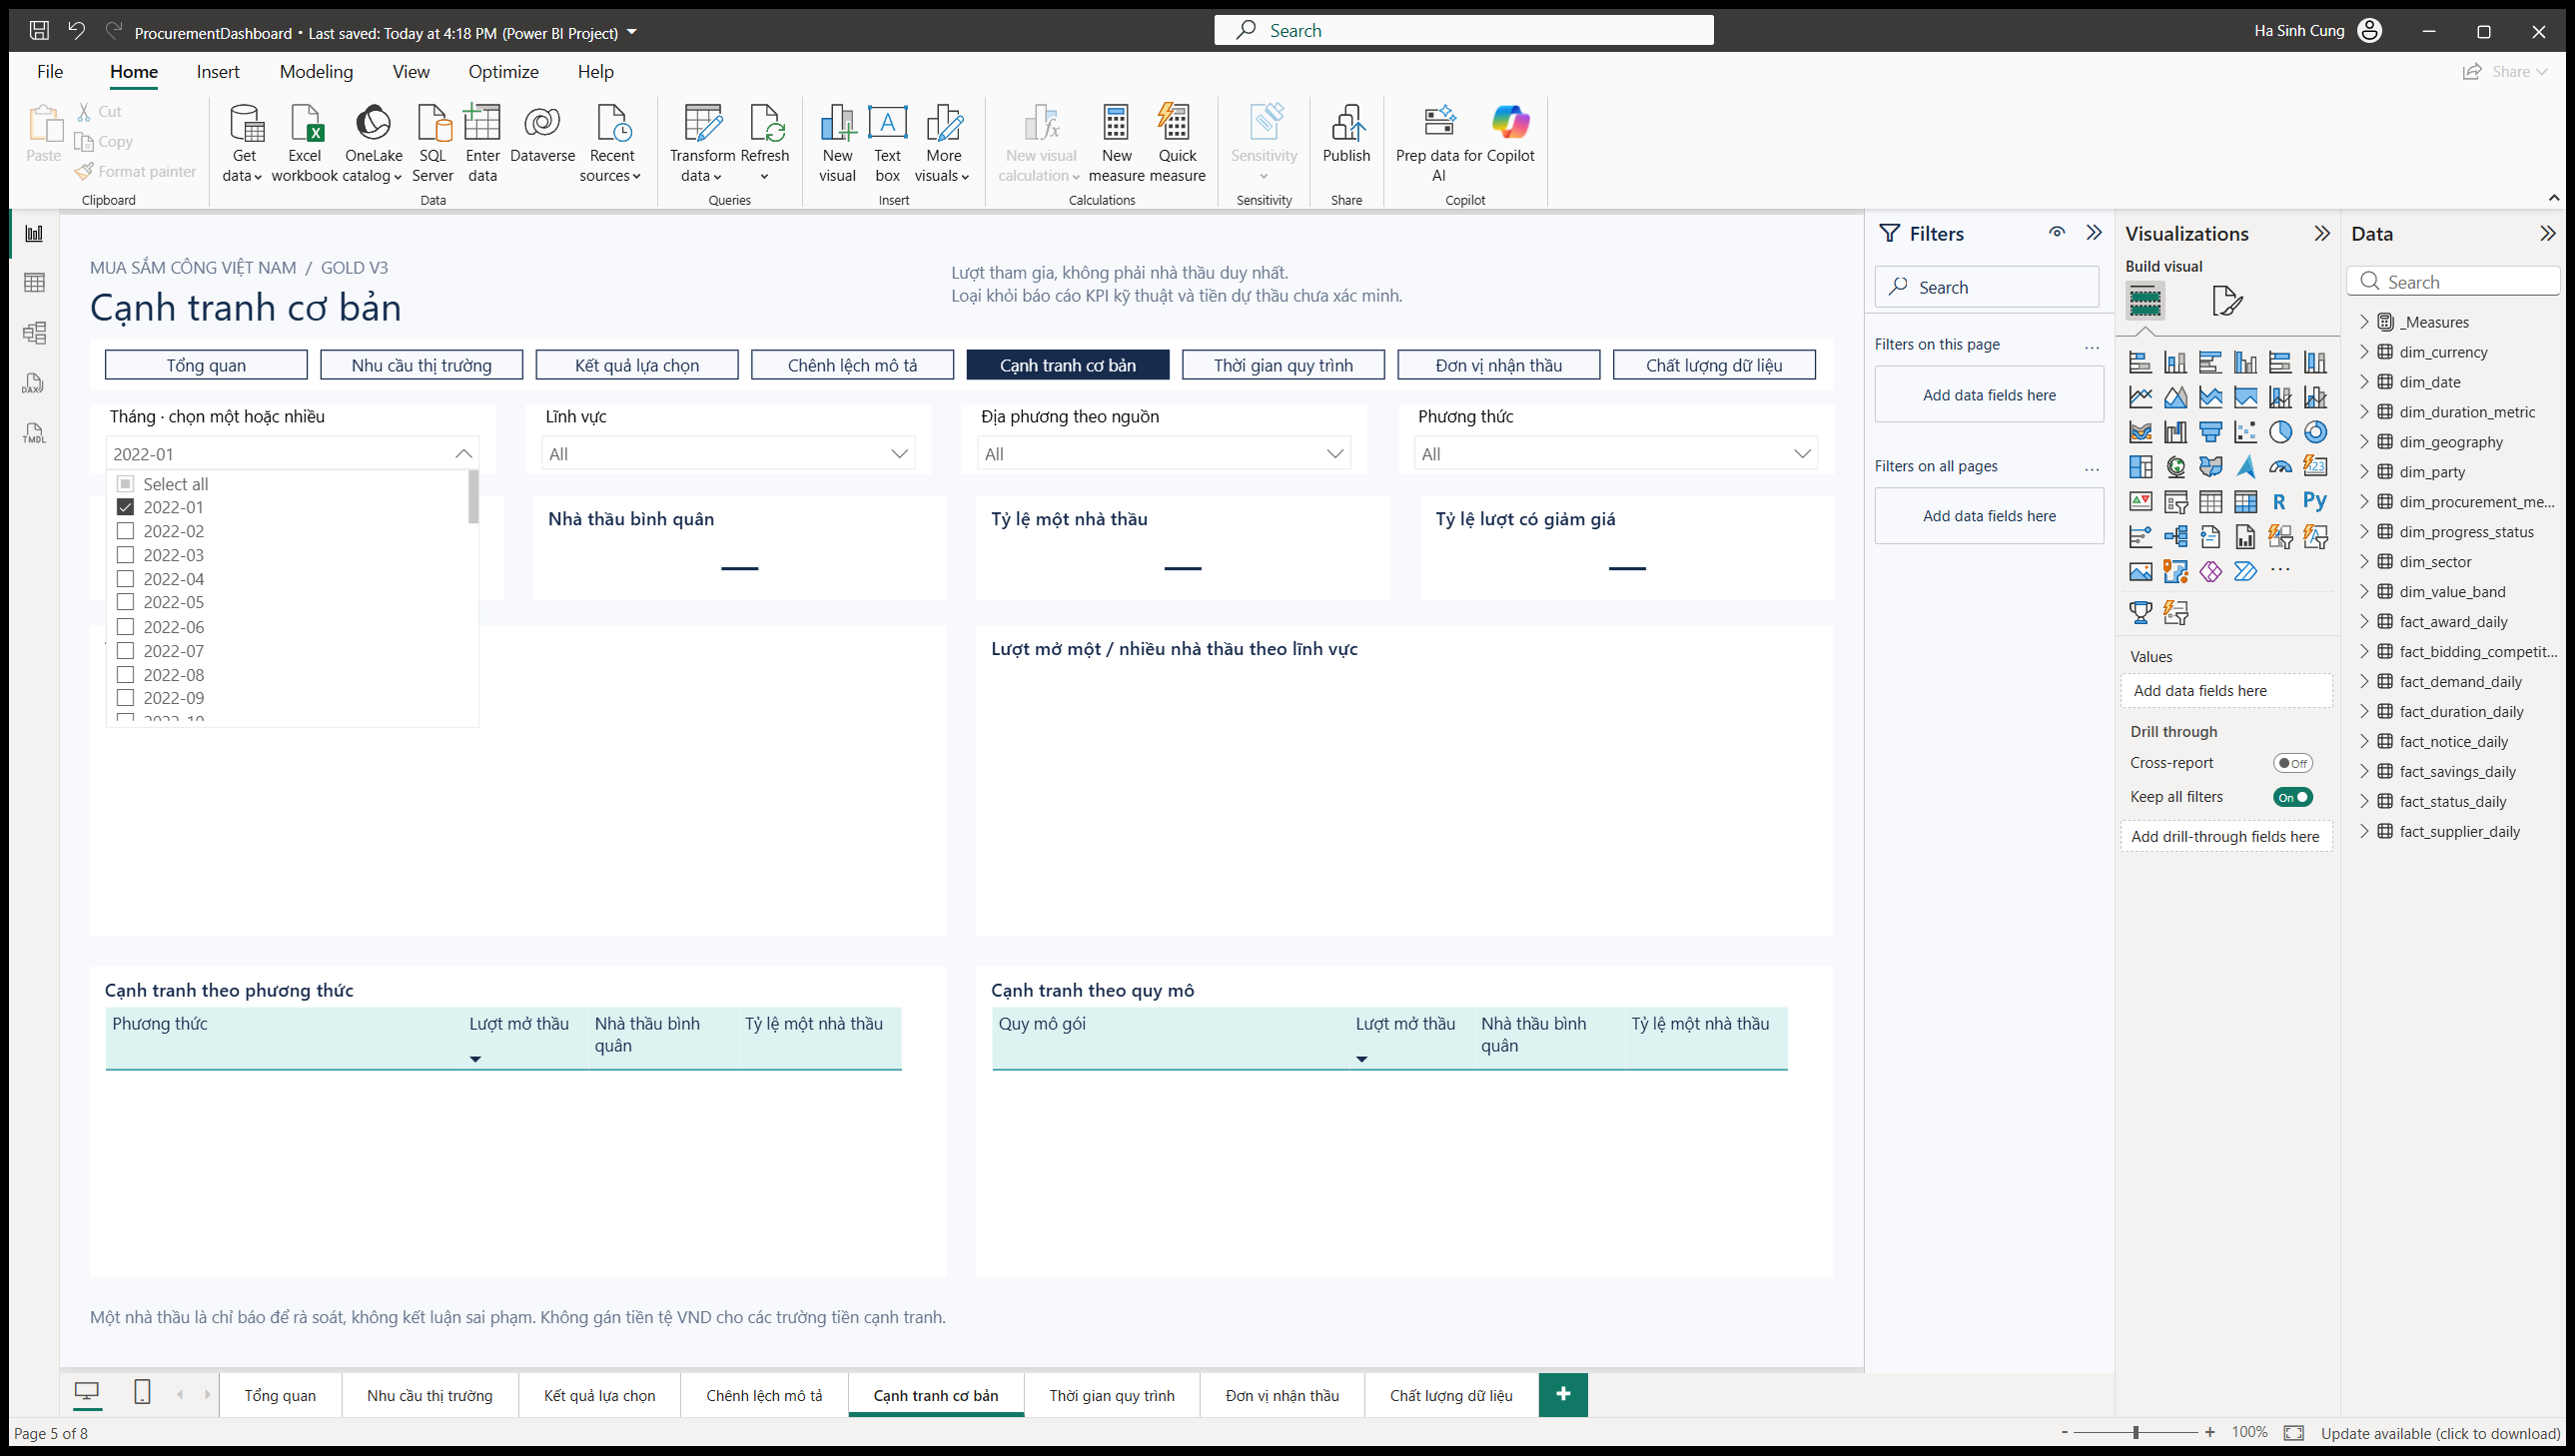 ProcurementDashboard • Last saved: Today at 4:18 PM (Power BI Project)
Search
Ha Sinh Cung
File
Home
Insert
Modeling
View
Optimize
Help
Share
Paste
Cut
Copy
Format painter
Clipboard
Get data
Excel workbook
OneLake catalog
SQL Server
Enter data
Dataverse
Recent sources
Data
Transform data
Refresh
Queries
New visual
Text box
More visuals
Insert
New visual calculation
New measure
Quick measure
Calculations
Sensitivity
Sensitivity
Publish
Share
Prep data for AI
Copilot
Copilot
DAX
TMDL
MUA SẮM CÔNG VIỆT NAM / GOLD V3
Cạnh tranh cơ bản
Lượt tham gia, không phải nhà thầu duy nhất.
Loại khỏi báo cáo KPI kỹ thuật và tiền dự thầu chưa xác minh.
Tổng quan
Nhu cầu thị trường
Kết quả lựa chọn
Chênh lệch mô tả
Cạnh tranh cơ bản
Thời gian quy trình
Đơn vị nhận thầu
Chất lượng dữ liệu
Tháng · chọn một hoặc nhiều
2022-01
Lĩnh vực
All
Địa phương theo nguồn
All
Phương thức
All
Select all
2022-01
2022-02
2022-03
2022-04
2022-05
2022-06
2022-07
2022-08
2022-09
2022-10
Nhà thầu bình quân
—
Tỷ lệ một nhà thầu
—
Tỷ lệ lượt có giảm giá
—
Lượt mở một / nhiều nhà thầu theo lĩnh vực
Cạnh tranh theo phương thức
Phương thức
Lượt mở thầu
Nhà thầu bình quân
Tỷ lệ một nhà thầu
Cạnh tranh theo quy mô
Quy mô gói
Lượt mở thầu
Nhà thầu bình quân
Tỷ lệ một nhà thầu
Một nhà thầu là chỉ báo để rà soát, không kết luận sai phạm. Không gán tiền tệ VND cho các trường tiền cạnh tranh.
Filters
Search
Filters on this page
...
Add data fields here
Filters on all pages
...
Add data fields here
Visualizations
Build visual
123
R
Py
...
Values
Add data fields here
Drill through
Cross-report
Off
Keep all filters
On
Add drill-through fields here
Data
Search
_Measures
dim_currency
dim_date
dim_duration_metric
dim_geography
dim_party
dim_procurement_me...
dim_progress_status
dim_sector
dim_value_band
fact_award_daily
fact_bidding_competit...
fact_demand_daily
fact_duration_daily
fact_notice_daily
fact_savings_daily
fact_status_daily
fact_supplier_daily
Tổng quan
Nhu cầu thị trường
Kết quả lựa chọn
Chênh lệch mô tả
Cạnh tranh cơ bản
Thời gian quy trình
Đơn vị nhận thầu
Chất lượng dữ liệu
+
Page 5 of 8
- + 100%
Update available (click to download)